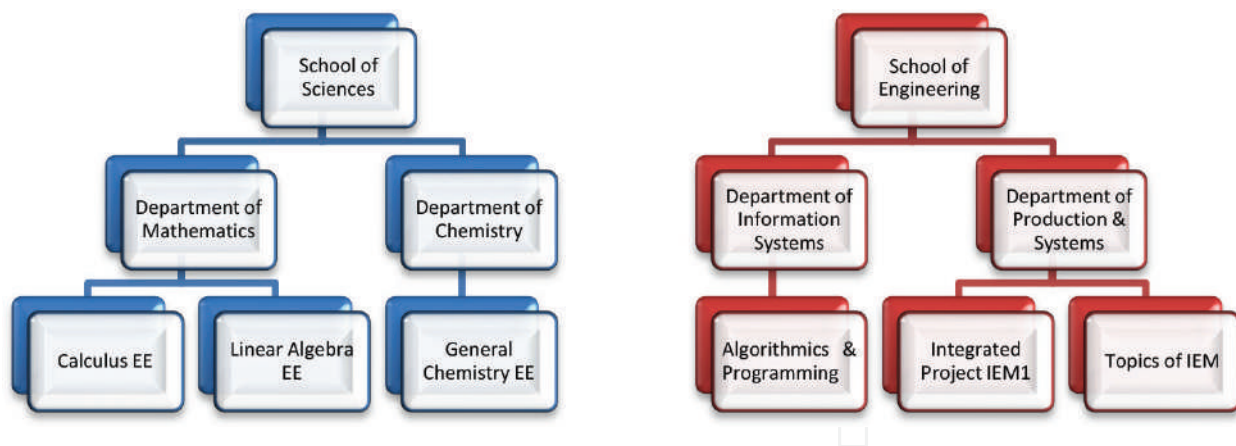 School of
Sciences
School of
Engineering
Department of
Mathematics
Department of
Chemistry
Department of
Information
Systems
Department of
Production &
Systems
Calculus EE
Linear Algebra
EE
General
Chemistry EE
Algorithmics &
Programming
Integrated
Project IEM1
Topics of IEM